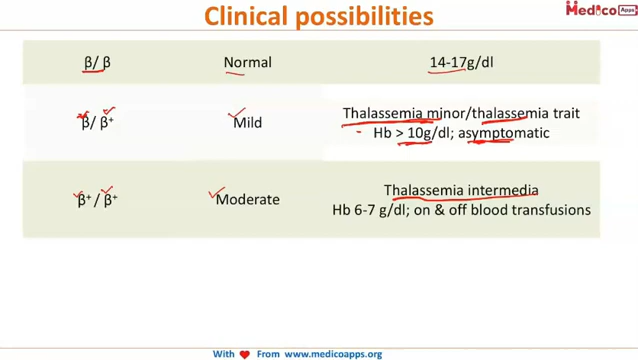 Clinical possibilities
Medico Apps
β/ β Normal 14-17g/dl
β/ β⁺ Mild Thalassemia minor/thalassemia trait
Hb > 10g/dl; asymptomatic
β⁺/ β⁺ Moderate Thalassemia intermedia
Hb 6-7 g/dl; on & off blood transfusions
With From www.medicoapps.org